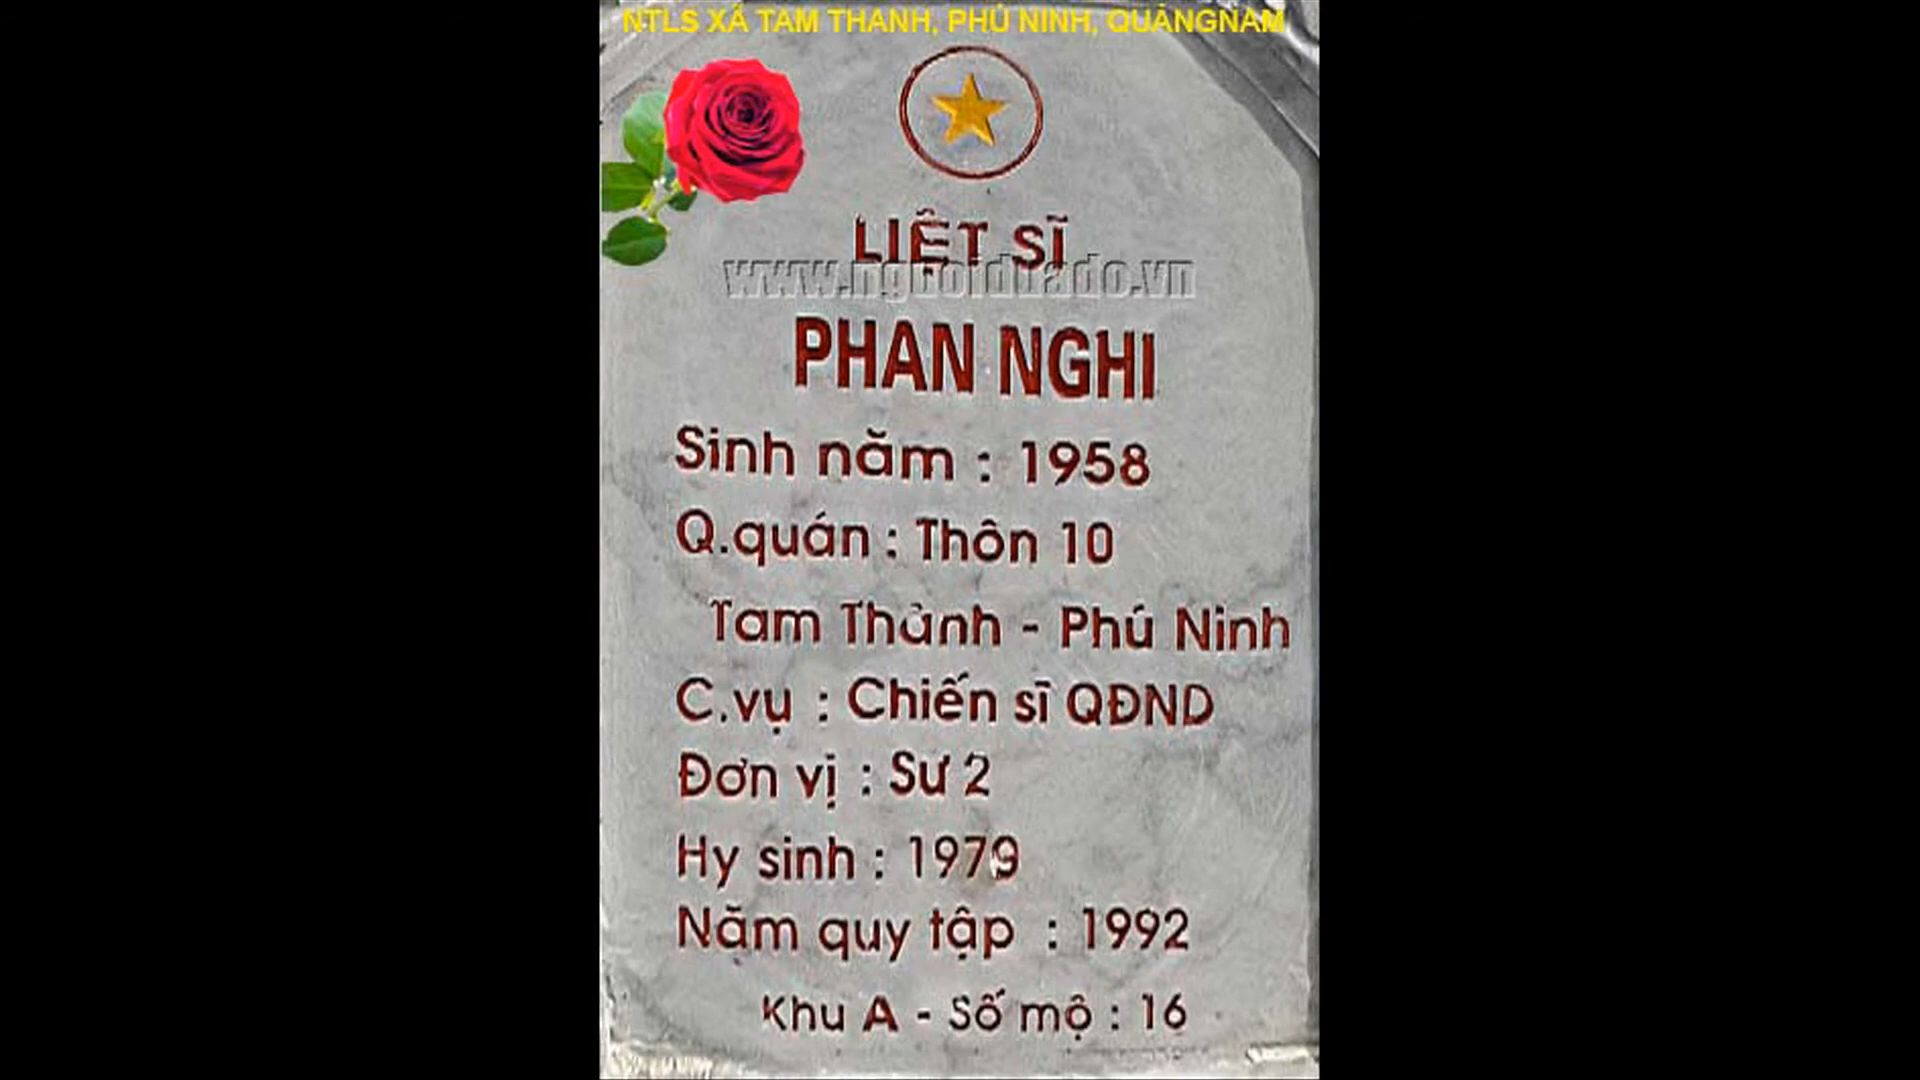 NTLS XÃ TAM THANH, PHÚ NINH, QUẢNGNAM
LIỆT SĨ
www.nguoiduado.vn
PHAN NGHI
Sinh năm : 1958
Q.quán : Thôn 10
Tam Thành - Phú Ninh
C.vụ : Chiến sĩ QĐND
Đơn vị : Sư 2
Hy sinh : 1979
Năm quy tập : 1992
Khu A - Số mộ : 16